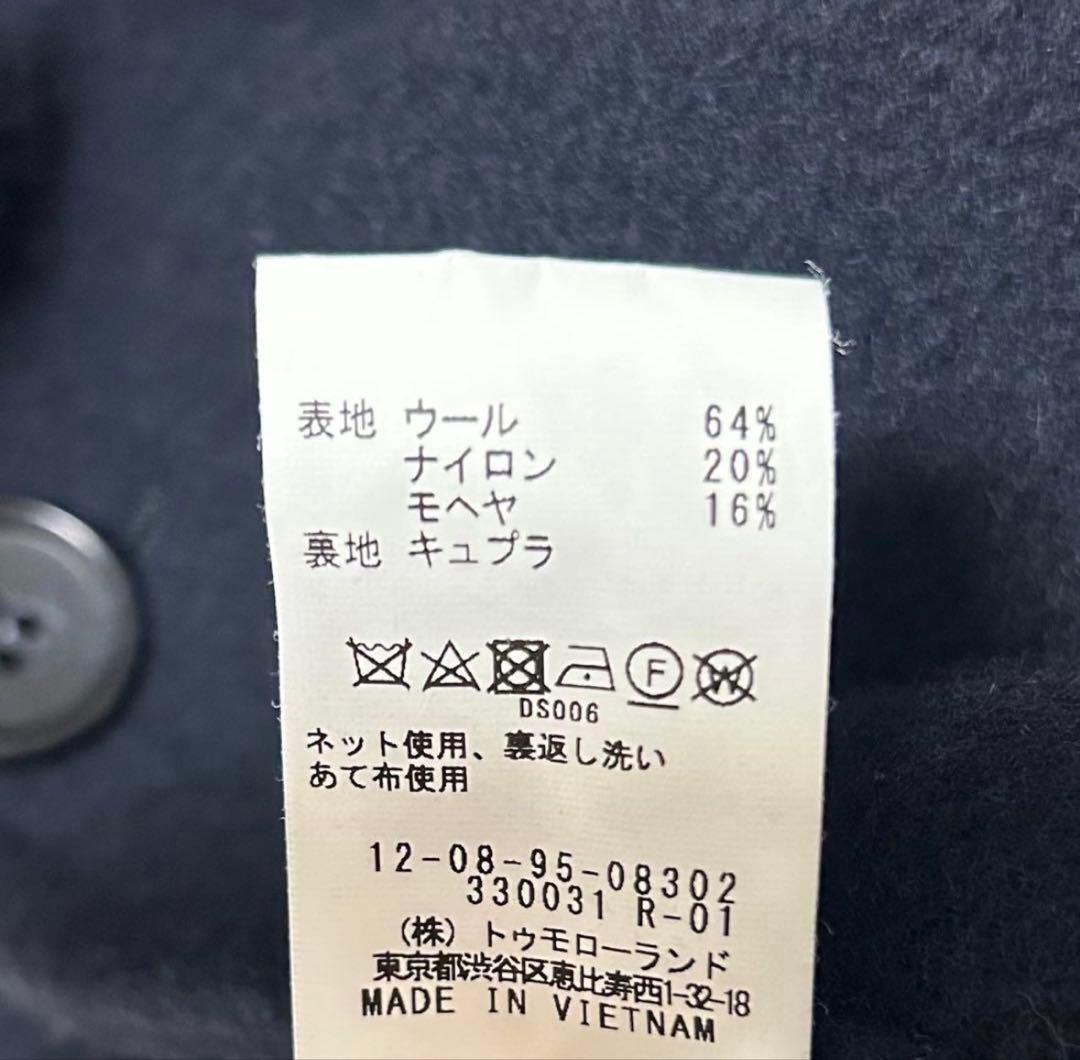 表地 ウール 64%
ナイロン 20%
モヘヤ 16%
裏地 キュプラ
F W
DS006
ネット使用、裏返し洗い
あて布使用
12-08-95-08302
330031 R-01
(株) トゥモローランド
東京都渋谷区恵比寿西1-32-18
MADE IN VIETNAM